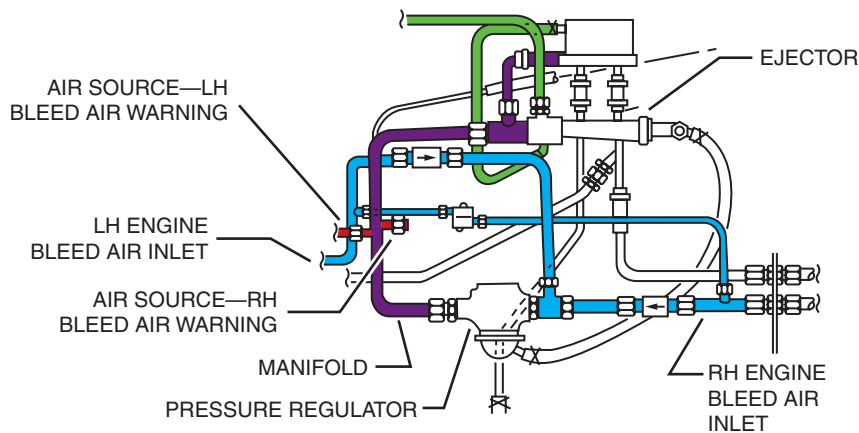 EJECTOR
AIR SOURCE—LH
BLEED AIR WARNING
LH ENGINE
BLEED AIR INLET
AIR SOURCE—RH
BLEED AIR WARNING
MANIFOLD
PRESSURE REGULATOR
RH ENGINE
BLEED AIR
INLET